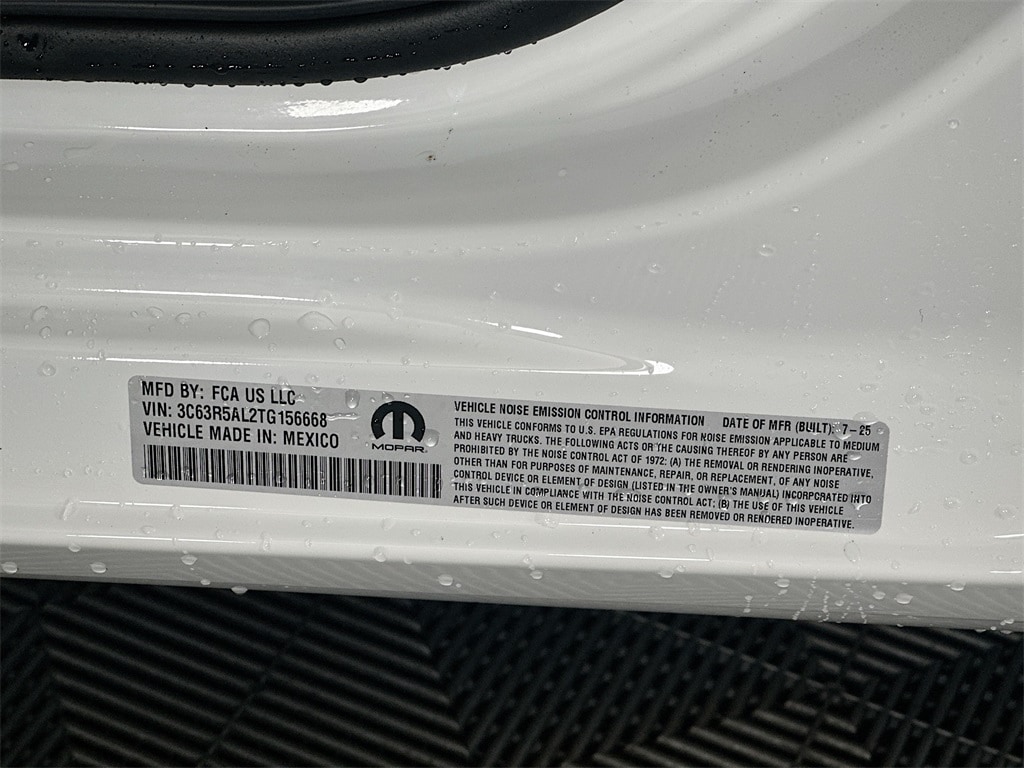 MFD BY: FCA US LLC
VIN: 3C63R5AL2TG156668
VEHICLE MADE IN: MEXICO
MOPAR®
VEHICLE NOISE EMISSION CONTROL INFORMATION DATE OF MFR (BUILT): 7-25
THIS VEHICLE CONFORMS TO U.S. EPA REGULATIONS FOR NOISE EMISSION APPLICABLE TO MEDIUM
AND HEAVY TRUCKS. THE FOLLOWING ACTS OR THE CAUSING THEREOF BY ANY PERSON ARE
PROHIBITED BY THE NOISE CONTROL ACT OF 1972: (A) THE REMOVAL OR RENDERING INOPERATIVE,
OTHER THAN FOR PURPOSES OF MAINTENANCE, REPAIR, OR REPLACEMENT, OF ANY NOISE
CONTROL DEVICE OR ELEMENT OF DESIGN (LISTED IN THE OWNER'S MANUAL) INCORPORATED INTO
THIS VEHICLE IN COMPLIANCE WITH THE NOISE CONTROL ACT; (B) THE USE OF THIS VEHICLE
AFTER SUCH DEVICE OR ELEMENT OF DESIGN HAS BEEN REMOVED OR RENDERED INOPERATIVE.